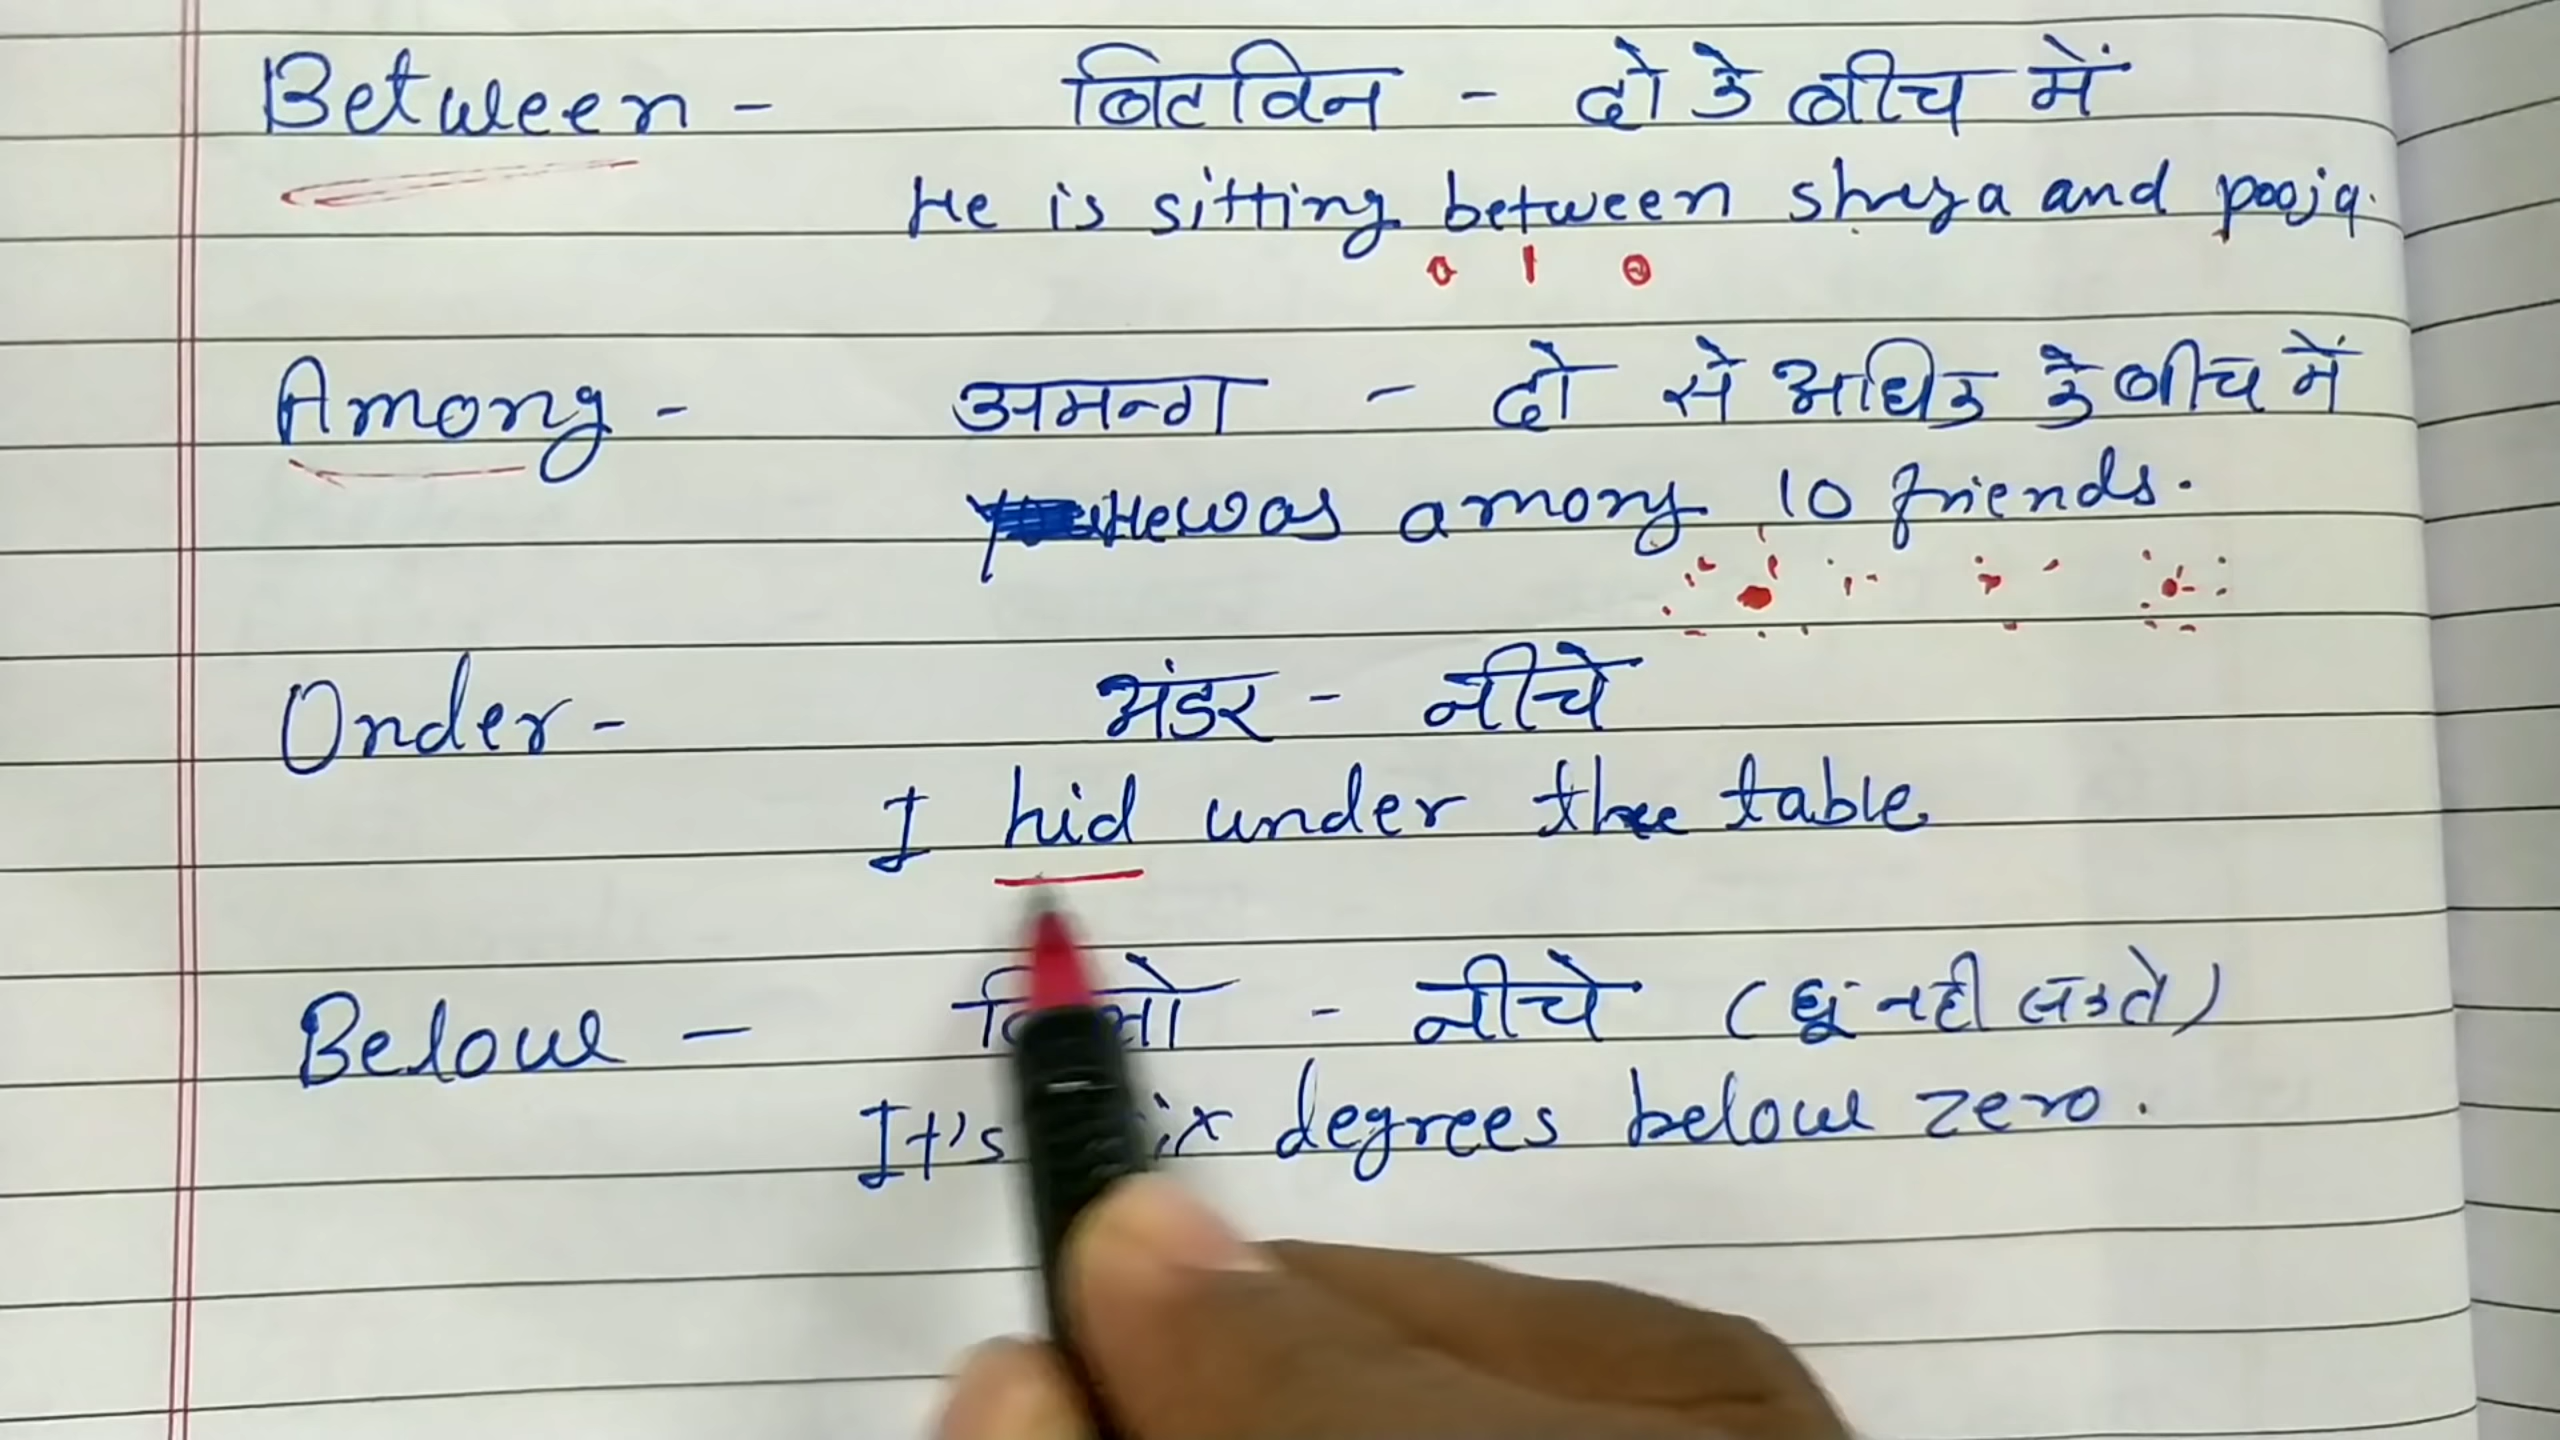 Between - बिटविन - दो के बीच में
He is sitting between shreya and pooja.
Among - अमन्ग - दो से अधिक के बीच में
He was among 10 friends.
Onder - अंडर - नीचे
I hid under the table
Below - - नीचे (छू नही सकते)
It's degrees below zero.